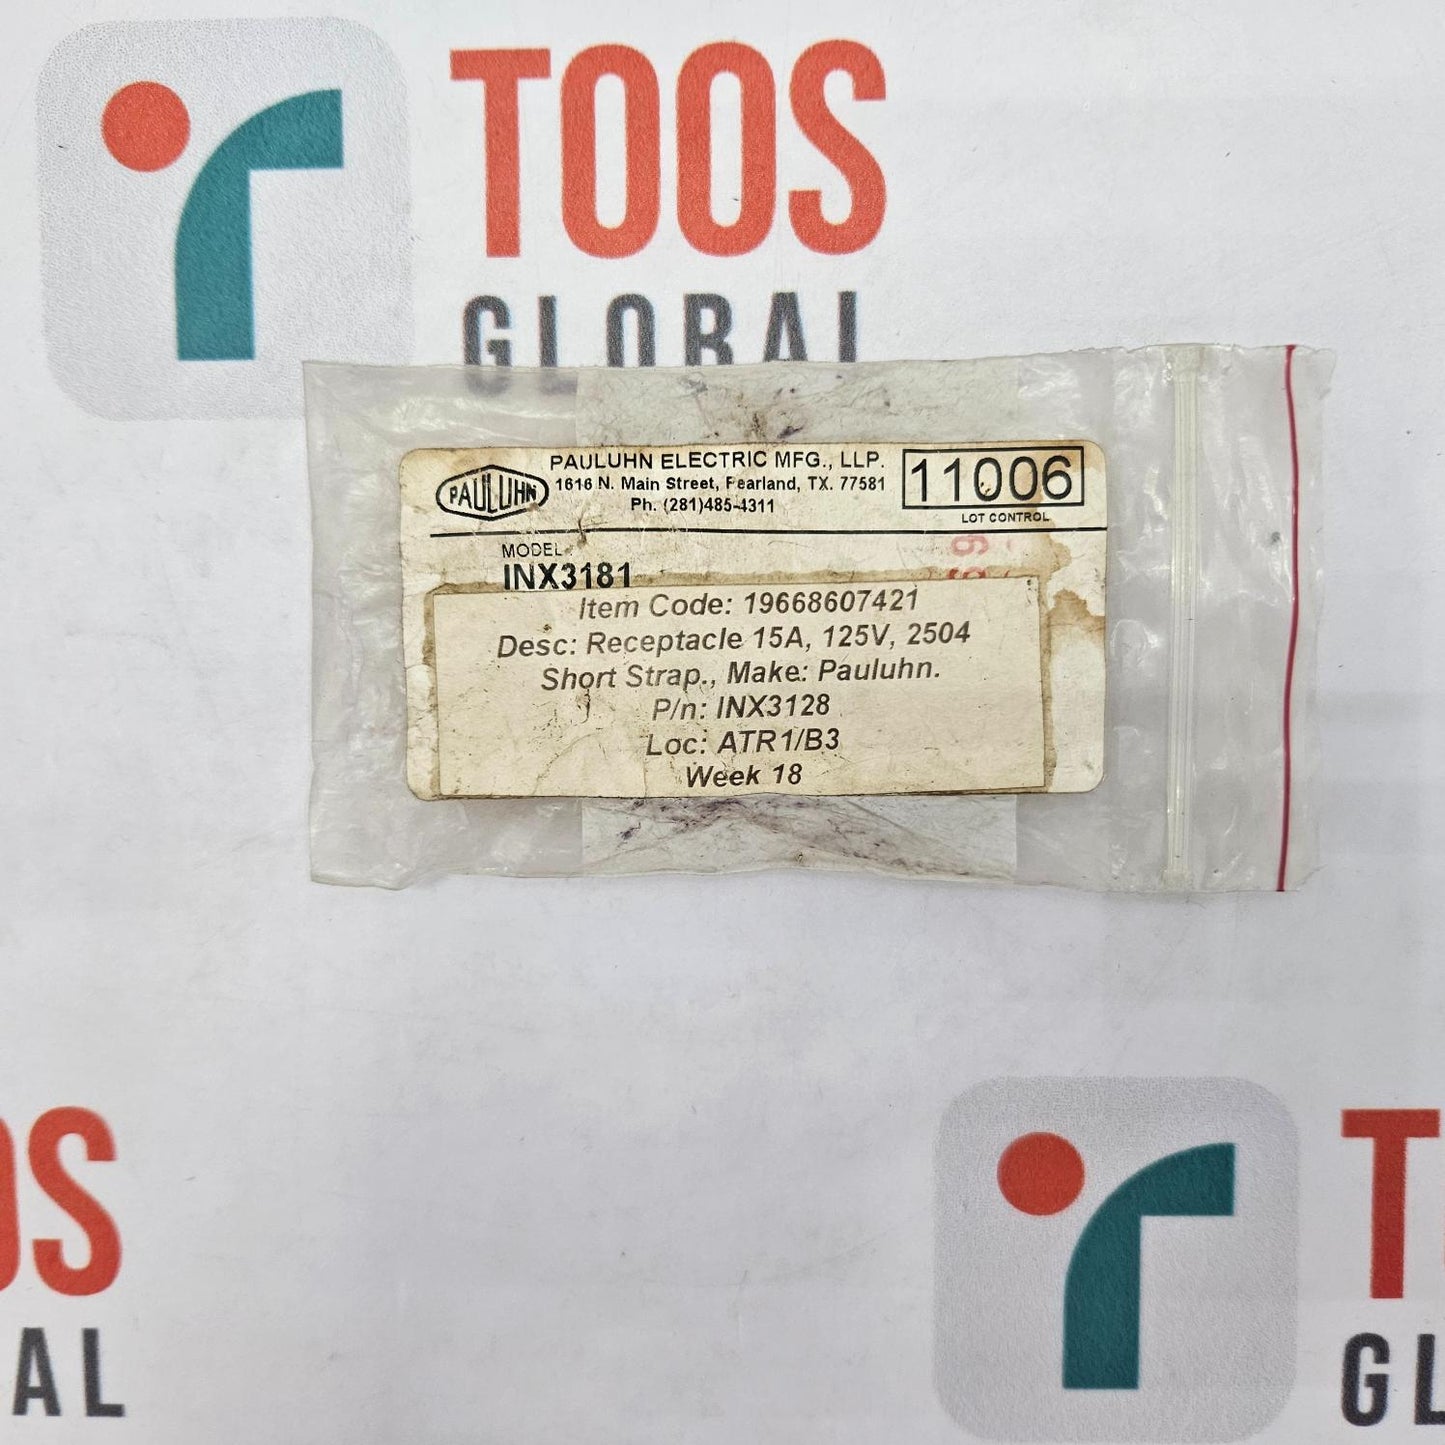 TOOS
GLOBAL
PAULUHN
PAULUHN ELECTRIC MFG., LLP.
1616 N. Main Street, Pearland, TX. 77581
Ph. (281)485-4311
11006
LOT CONTROL
MODEL
INX3181
Item Code: 19668607421
Desc: Receptacle 15A, 125V, 2504
Short Strap., Make: Pauluhn.
P/n: INX3128
Loc: ATR1/B3
Week 18
OS
AL
T
GL